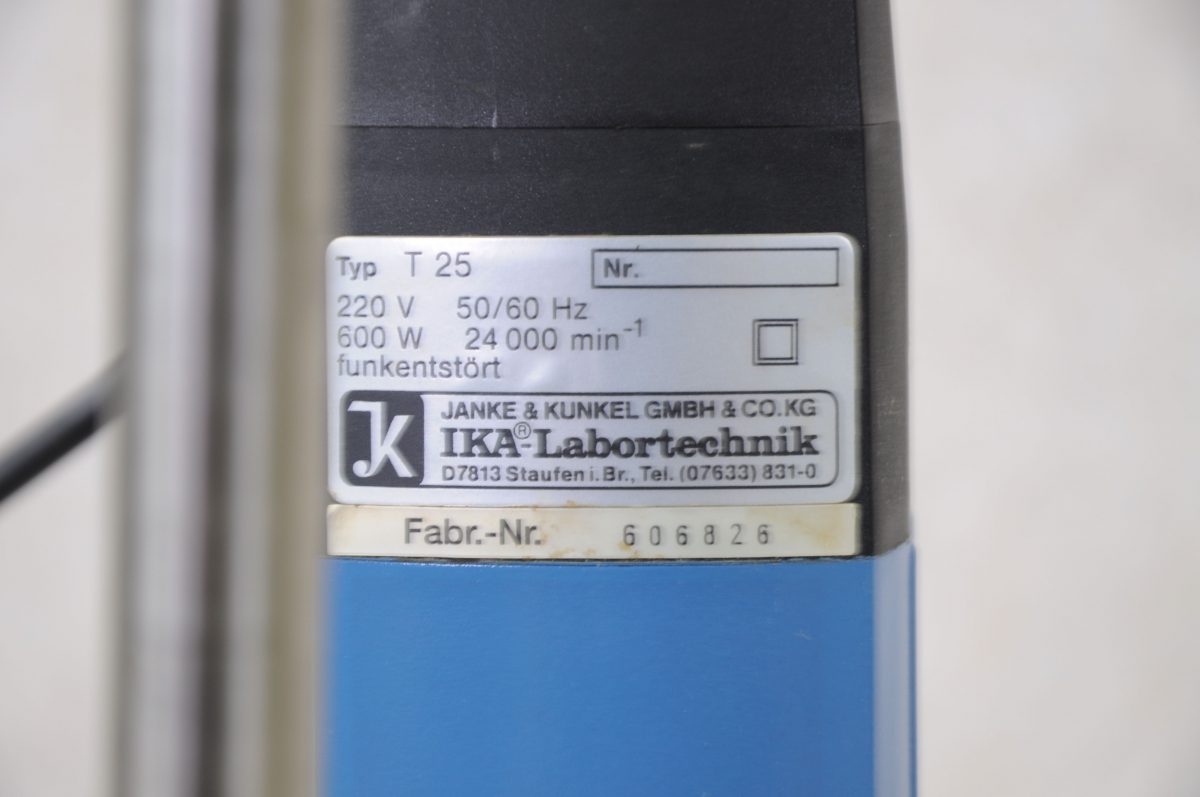 Typ T 25 Nr.
220 V 50/60 Hz
600 W 24 000 min⁻¹
funkentstört
JK
JANKE & KUNKEL GMBH & CO. KG
IKA®-Labortechnik
D7813 Staufen i. Br., Tel. (07633) 831-0
Fabr.-Nr. 606826